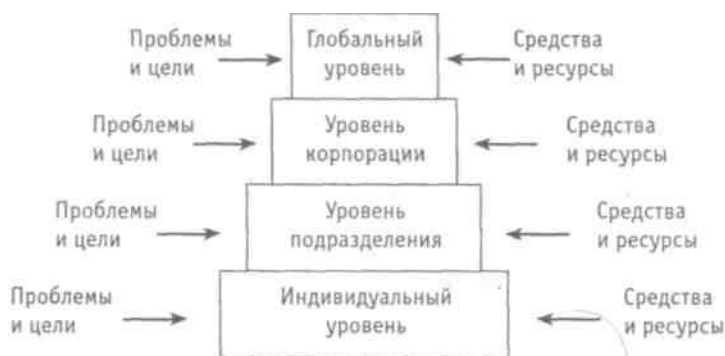 Проблемы
и цели
Глобальный
уровень
Средства
и ресурсы
Проблемы
и цели
Уровень
корпорации
Средства
и ресурсы
Проблемы
и цели
Уровень
подразделения
Средства
и ресурсы
Проблемы
и цели
Индивидуальный
уровень
Средства
и ресурсы